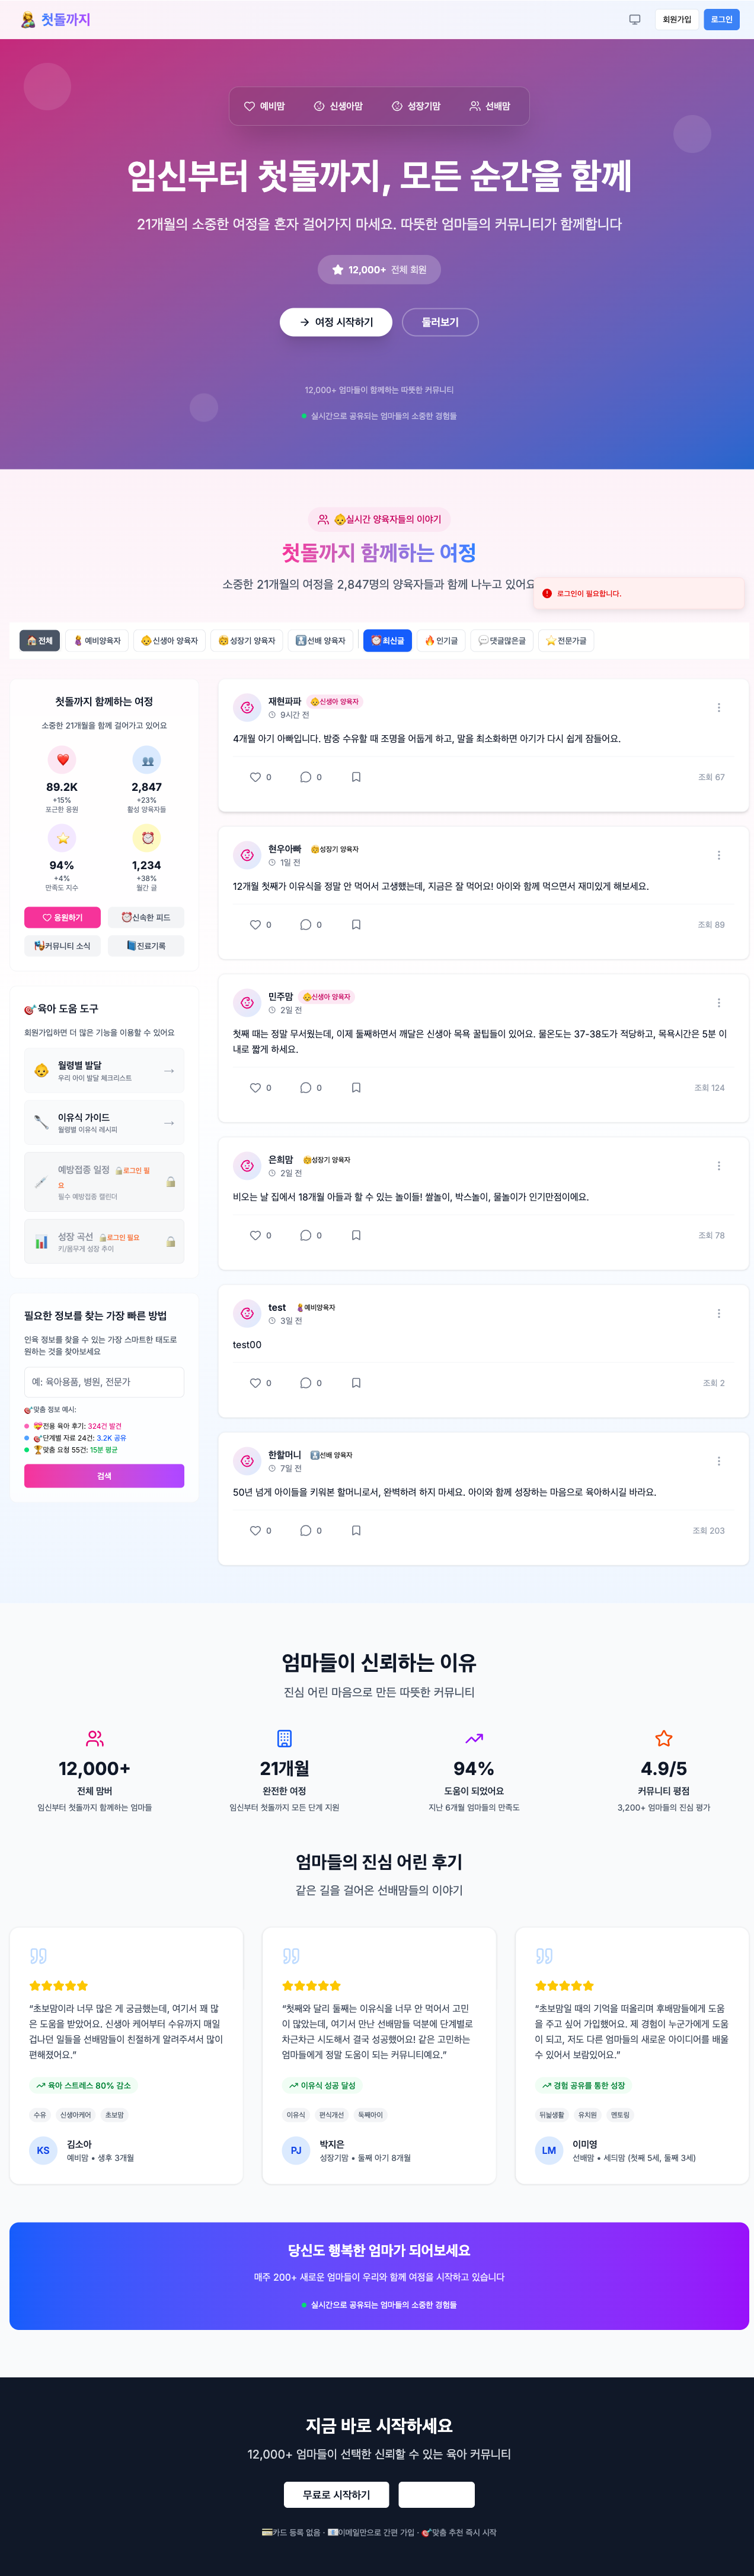 첫돌까지
회원가입
로그인
예비맘
신생아맘
성장기맘
선배맘
임신부터 첫돌까지, 모든 순간을 함께
21개월의 소중한 여정을 혼자 걸어가지 마세요. 따뜻한 엄마들의 커뮤니티가 함께합니다
12,000+ 전체 회원
여정 시작하기
둘러보기
12,000+ 엄마들이 함께하는 따뜻한 커뮤니티
실시간으로 공유되는 엄마들의 소중한 경험들
실시간 양육자들의 이야기
첫돌까지 함께하는 여정
소중한 21개월의 여정을 2,847명의 양육자들과 함께 나누고 있어요
로그인이 필요합니다.
전체
예비양육자
신생아 양육자
성장기 양육자
선배 양육자
최신글
인기글
댓글많은글
전문가글
첫돌까지 함께하는 여정
소중한 21개월을 함께 걸어가고 있어요
89.2K
+15%
포근한 응원
2,847
+23%
활성 양육자들
94%
+4%
만족도 지수
1,234
+38%
월간 글
응원하기
신속한 피드
커뮤니티 소식
진료기록
육아 도움 도구
회원가입하면 더 많은 기능을 이용할 수 있어요
월령별 발달
우리 아이 발달 체크리스트
이유식 가이드
월령별 이유식 레시피
예방접종 일정 로그인 필
요
필수 예방접종 캘린더
성장 곡선 로그인 필요
키/몸무게 성장 추이
필요한 정보를 찾는 가장 빠른 방법
인육 정보를 찾을 수 있는 가장 스마트한 태도로
원하는 것을 찾아보세요
예: 육아용품, 병원, 전문가
맞춤 정보 예시:
전용 육아 후기: 324건 발견
단계별 자료 24건: 3.2K 공유
맞춤 요청 55건: 15분 평균
검색
재현파파 신생아 양육자
9시간 전
4개월 아기 아빠입니다. 밤중 수유할 때 조명을 어둡게 하고, 말을 최소화하면 아기가 다시 쉽게 잠들어요.
0 0 조회 67
현우아빠 성장기 양육자
1일 전
12개월 첫째가 이유식을 정말 안 먹어서 고생했는데, 지금은 잘 먹어요! 아이와 함께 먹으면서 재미있게 해보세요.
0 0 조회 89
민주맘 신생아 양육자
2일 전
첫째 때는 정말 무서웠는데, 이제 둘째하면서 깨달은 신생아 목욕 꿀팁들이 있어요. 물온도는 37-38도가 적당하고, 목욕시간은 5분 이
내로 짧게 하세요.
0 0 조회 124
은희맘 성장기 양육자
2일 전
비오는 날 집에서 18개월 아들과 할 수 있는 놀이들! 쌀놀이, 박스놀이, 물놀이가 인기만점이에요.
0 0 조회 78
test 예비양육자
3일 전
test00
0 0 조회 2
한할머니 선배 양육자
7일 전
50년 넘게 아이들을 키워본 할머니로서, 완벽하려 하지 마세요. 아이와 함께 성장하는 마음으로 육아하시길 바라요.
0 0 조회 203
엄마들이 신뢰하는 이유
진심 어린 마음으로 만든 따뜻한 커뮤니티
12,000+
전체 맘버
임신부터 첫돌까지 함께하는 엄마들
21개월
완전한 여정
임신부터 첫돌까지 모든 단계 지원
94%
도움이 되었어요
지난 6개월 엄마들의 만족도
4.9/5
커뮤니티 평점
3,200+ 엄마들의 진심 평가
엄마들의 진심 어린 후기
같은 길을 걸어온 선배맘들의 이야기
"초보맘이라 너무 많은 게 궁금했는데, 여기서 꽤 많
은 도움을 받았어요. 신생아 케어부터 수유까지 매일
겁나던 일들을 선배맘들이 친절하게 알려주셔서 많이
편해졌어요."
육아 스트레스 80% 감소
수유 신생아케어 초보맘
KS
김소아
예비맘 • 생후 3개월
"첫째와 달리 둘째는 이유식을 너무 안 먹어서 고민
이 많았는데, 여기서 만난 선배맘들 덕분에 단계별로
차근차근 시도해서 결국 성공했어요! 같은 고민하는
엄마들에게 정말 도움이 되는 커뮤니티예요."
이유식 성공 달성
이유식 편식개선 둑째아이
PJ
박지은
성장기맘 • 둘째 아기 8개월
"초보맘일 때의 기억을 떠올리며 후배맘들에게 도움
을 주고 싶어 가입했어요. 제 경험이 누군가에게 도움
이 되고, 저도 다른 엄마들의 새로운 아이디어를 배울
수 있어서 보람있어요."
경험 공유를 통한 성장
뒤늴생활 유치원 멘토링
LM
이미영
선배맘 • 세듸맘 (첫째 5세, 둘째 3세)
당신도 행복한 엄마가 되어보세요
매주 200+ 새로운 엄마들이 우리와 함께 여정을 시작하고 있습니다
실시간으로 공유되는 엄마들의 소중한 경험들
지금 바로 시작하세요
12,000+ 엄마들이 선택한 신뢰할 수 있는 육아 커뮤니티
무료로 시작하기
카드 등록 없음 · 이메일만으로 간편 가입 · 맞춤 추천 즉시 시작